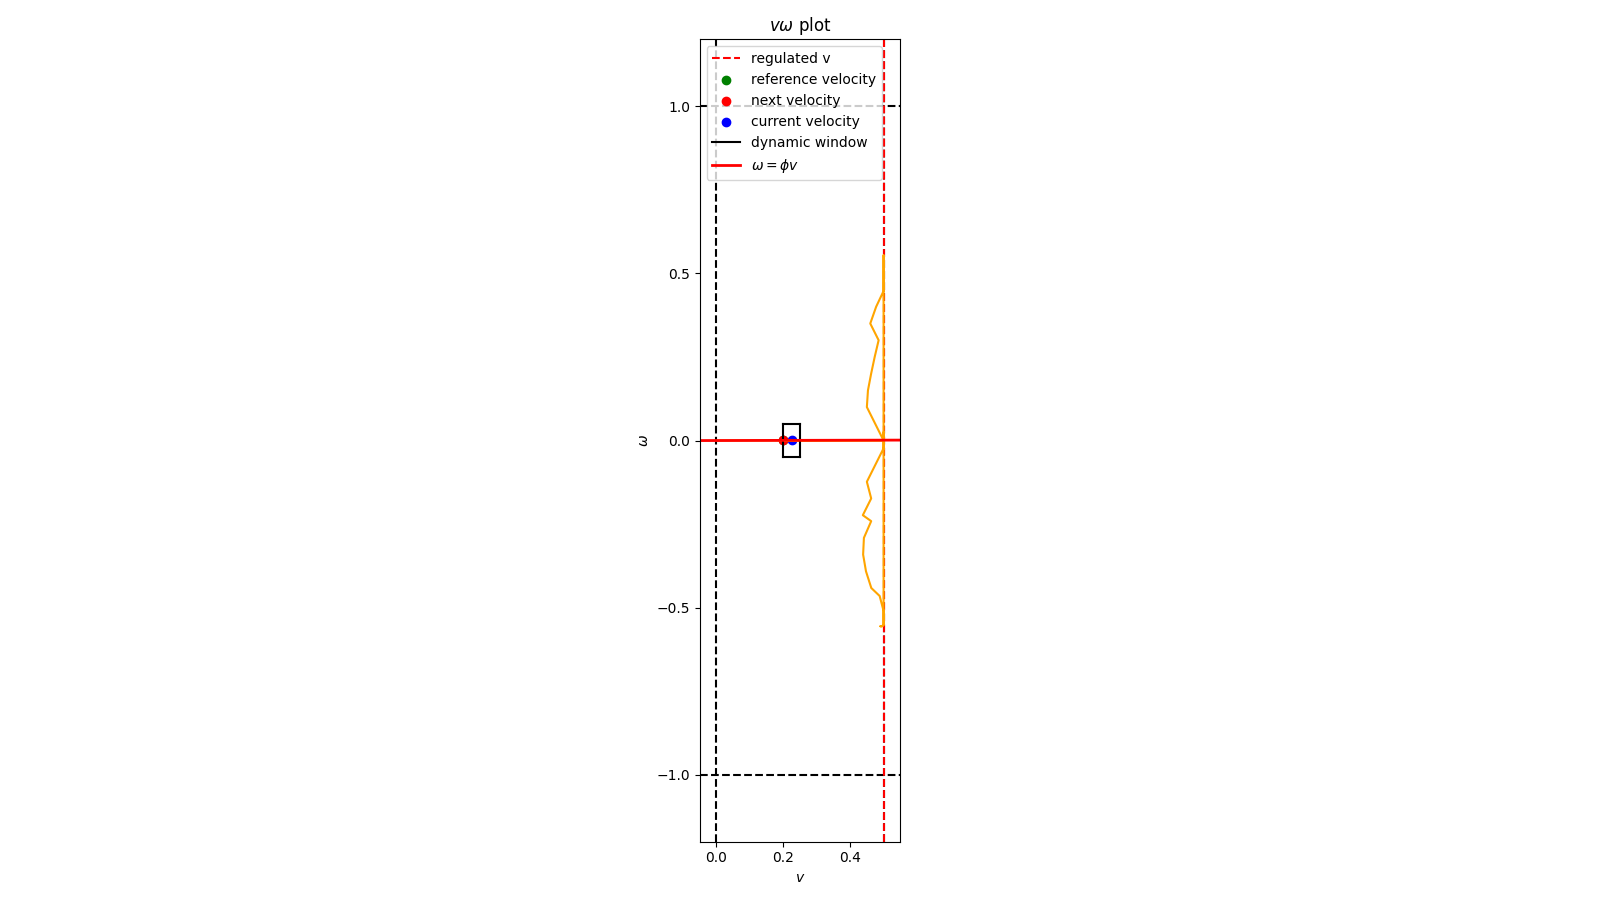 vω plot
regulated v
reference velocity
next velocity
current velocity
dynamic window
ω = ϕv
1.0
0.5
0.0
−0.5
−1.0
ω
0.0 0.2 0.4
v